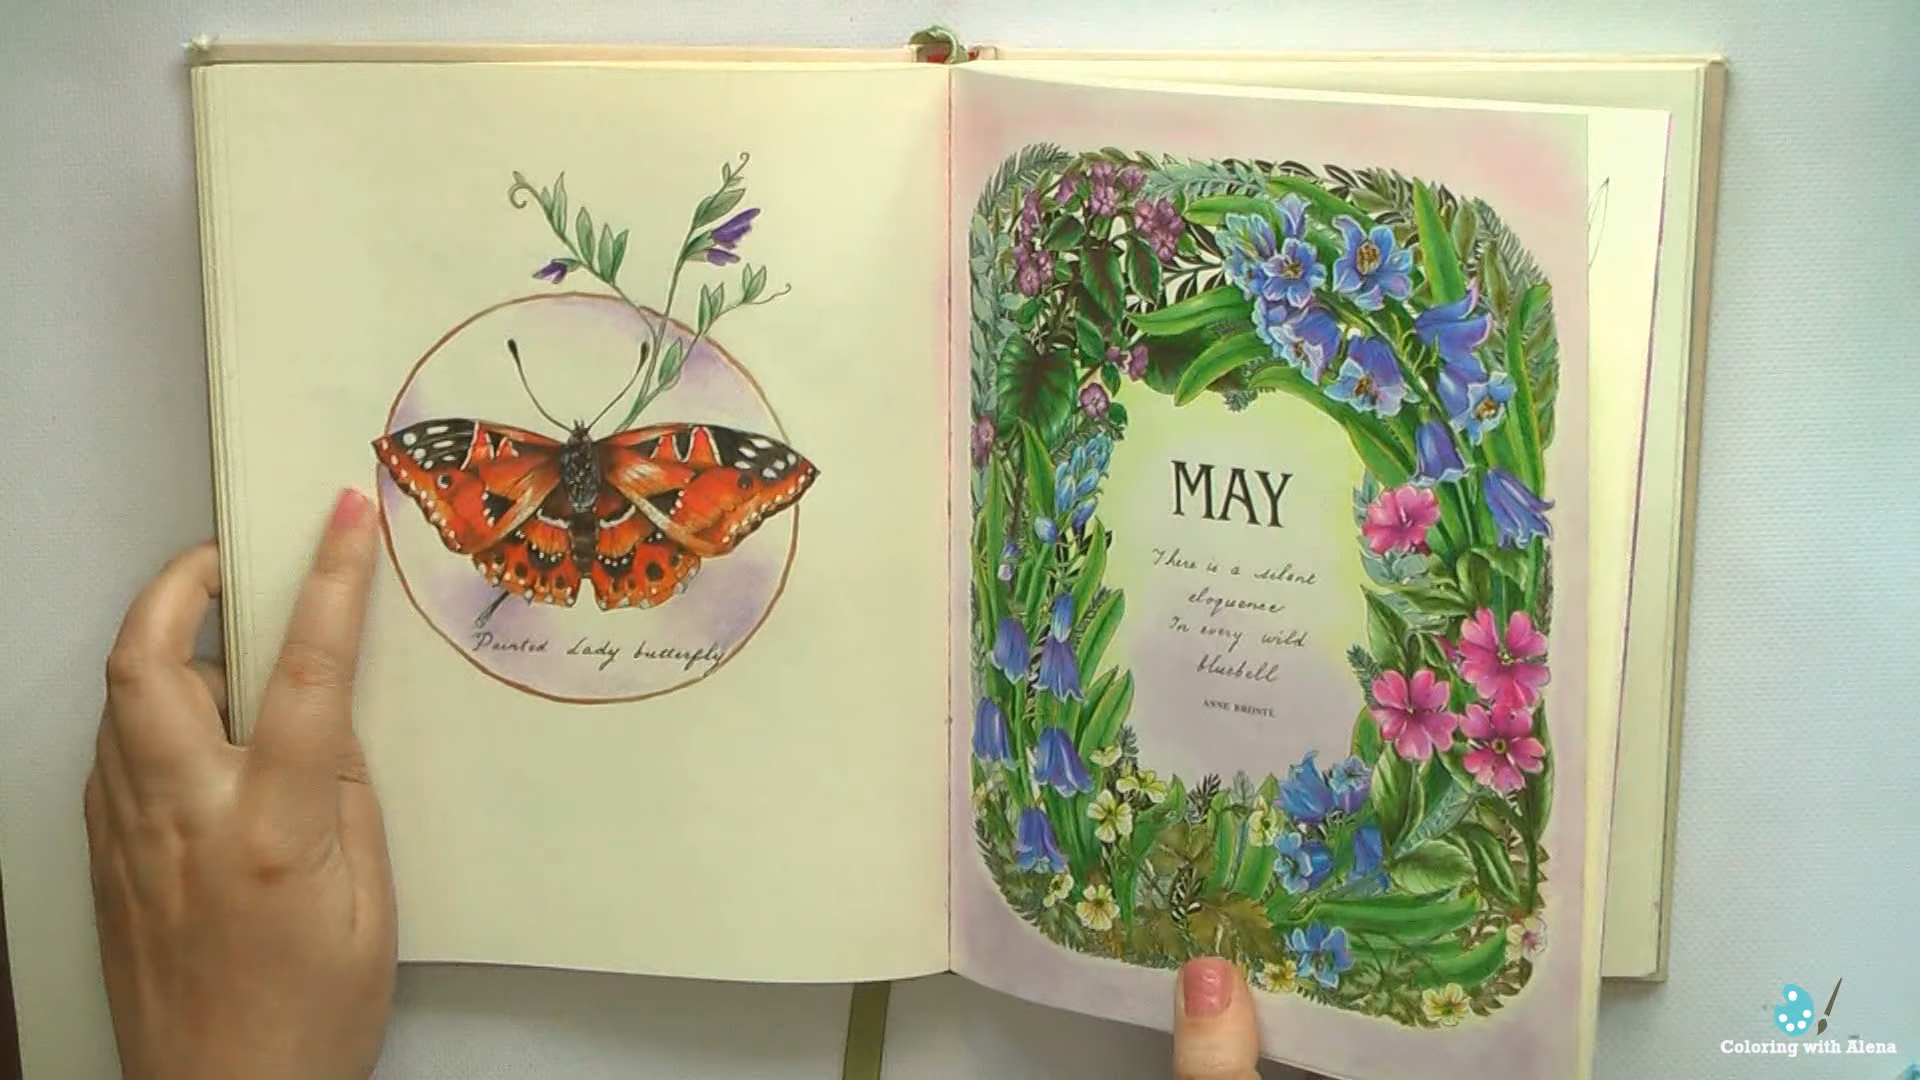 Painted Lady butterfly
MAY
There is a silent
eloquence
In every wild
bluebell
ANNE BRONTË
Coloring with Alena